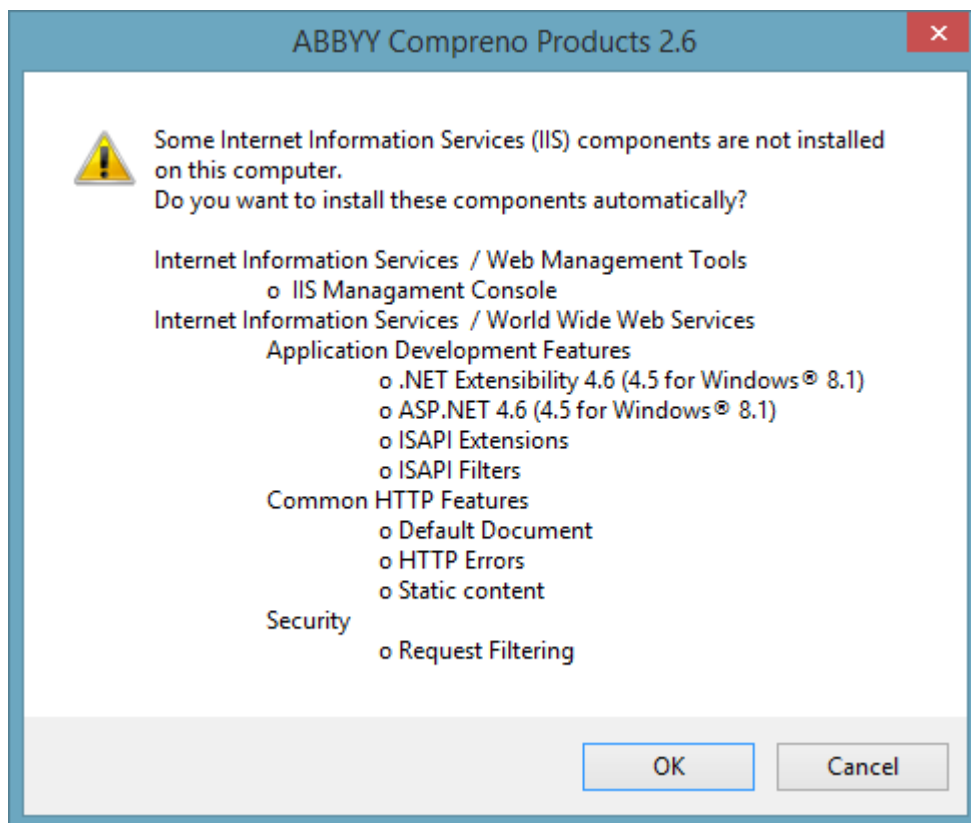 ABBYY Compreno Products 2.6
Some Internet Information Services (IIS) components are not installed
on this computer.
Do you want to install these components automatically?
Internet Information Services / Web Management Tools
o IIS Managament Console
Internet Information Services / World Wide Web Services
Application Development Features
o .NET Extensibility 4.6 (4.5 for Windows® 8.1)
o ASP.NET 4.6 (4.5 for Windows® 8.1)
o ISAPI Extensions
o ISAPI Filters
Common HTTP Features
o Default Document
o HTTP Errors
o Static content
Security
o Request Filtering
OK Cancel